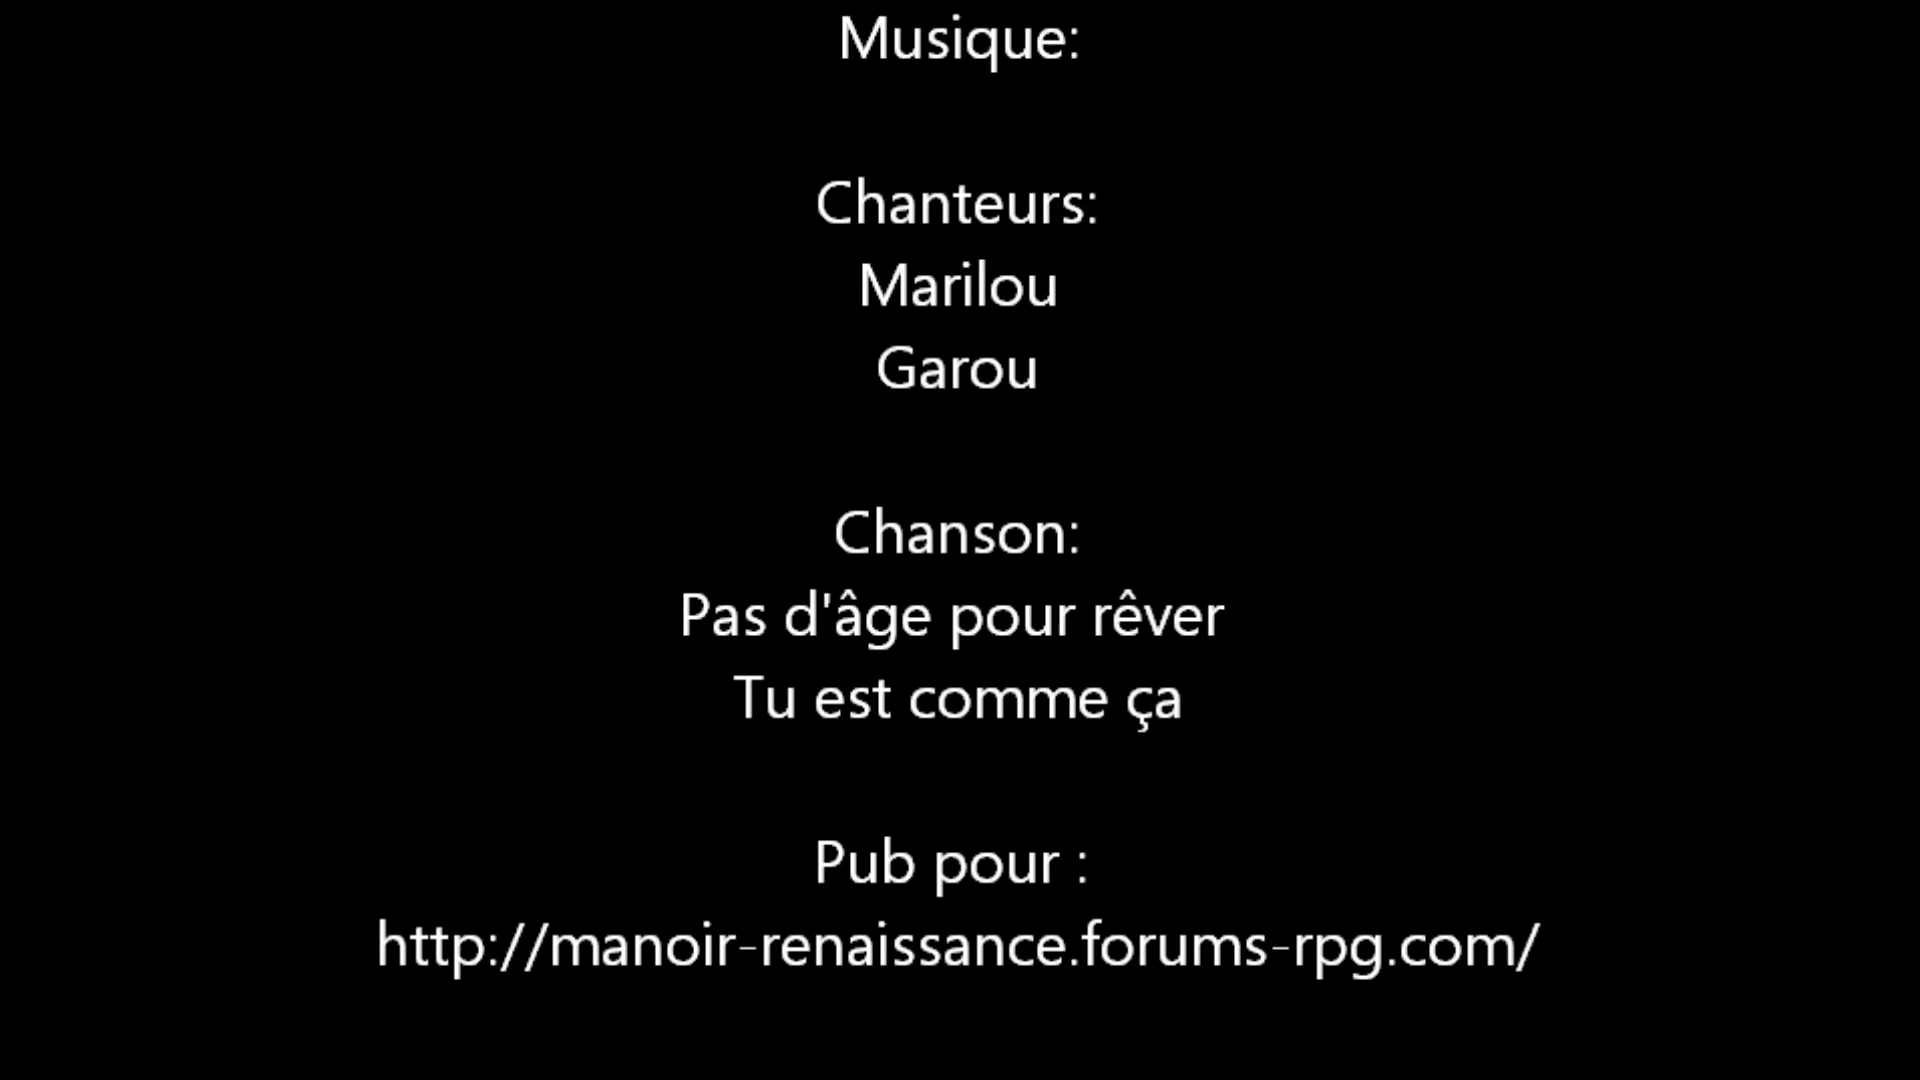 Musique:
Chanteurs:
Marilou
Garou
Chanson:
Pas d'âge pour rêver
Tu est comme ça
Pub pour :
http://manoir-renaissance.forums-rpg.com/